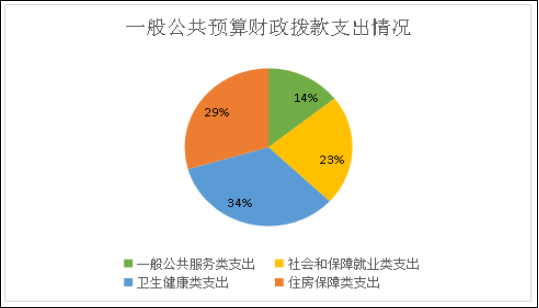 一般公共预算财政拨款支出情况
14%
29%
23%
34%
一般公共服务类支出 社会和保障就业类支出
卫生健康类支出 住房保障类支出